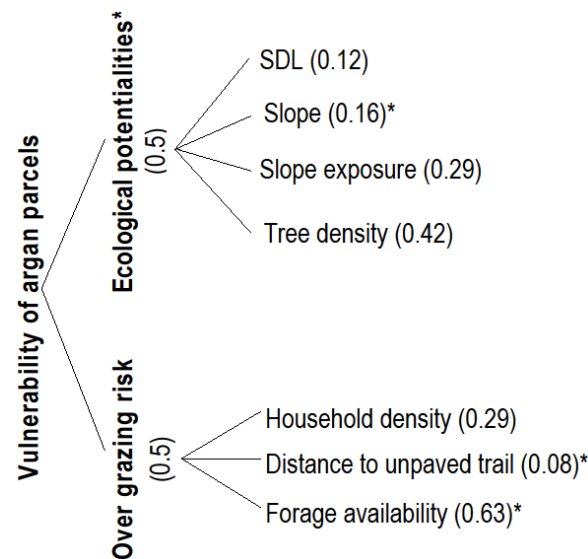 Vulnerability of argan parcels
Ecological potentialities*
(0.5)
SDL (0.12)
Slope (0.16)*
Slope exposure (0.29)
Tree density (0.42)
Over grazing risk
(0.5)
Household density (0.29)
Distance to unpaved trail (0.08)*
Forage availability (0.63)*